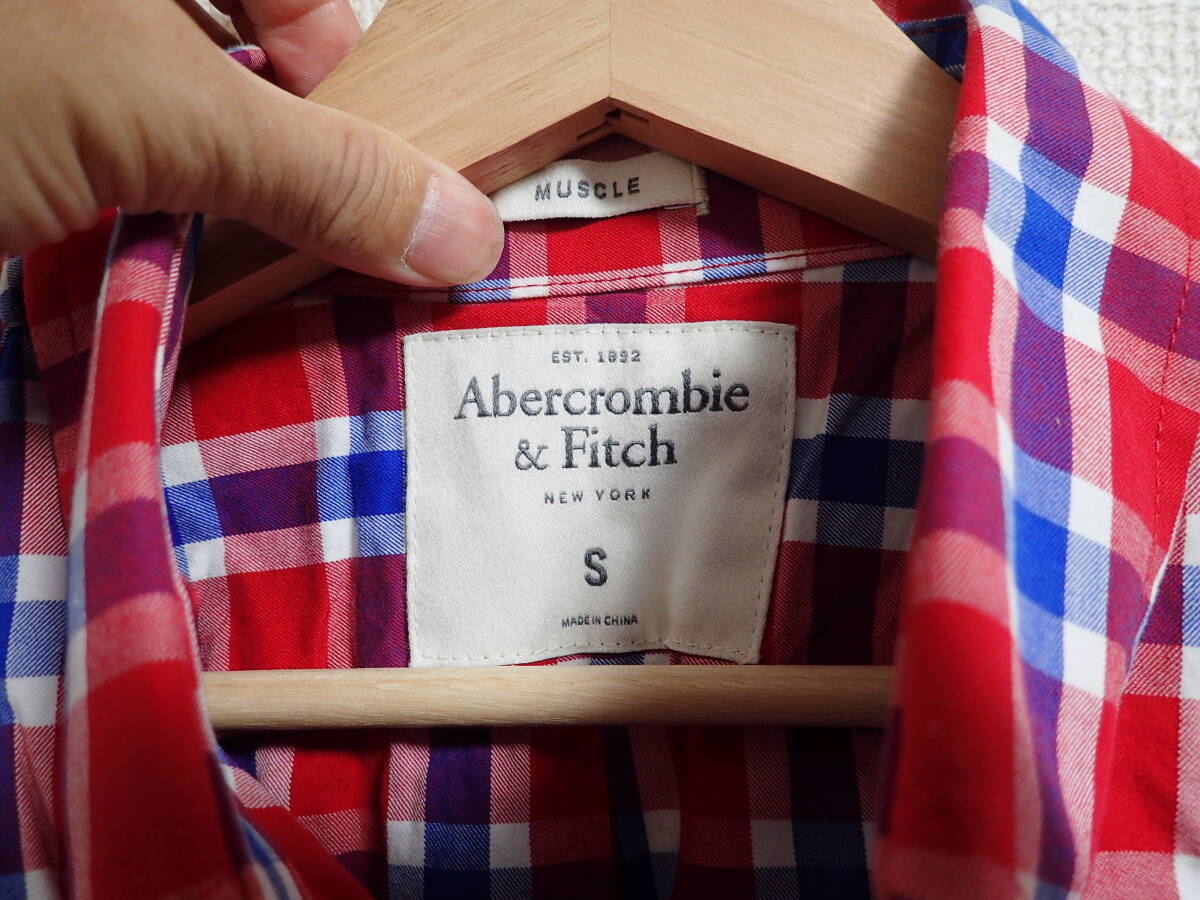 MUSCLE
EST. 1892
Abercrombie
& Fitch
NEW YORK
S
MADE IN CHINA